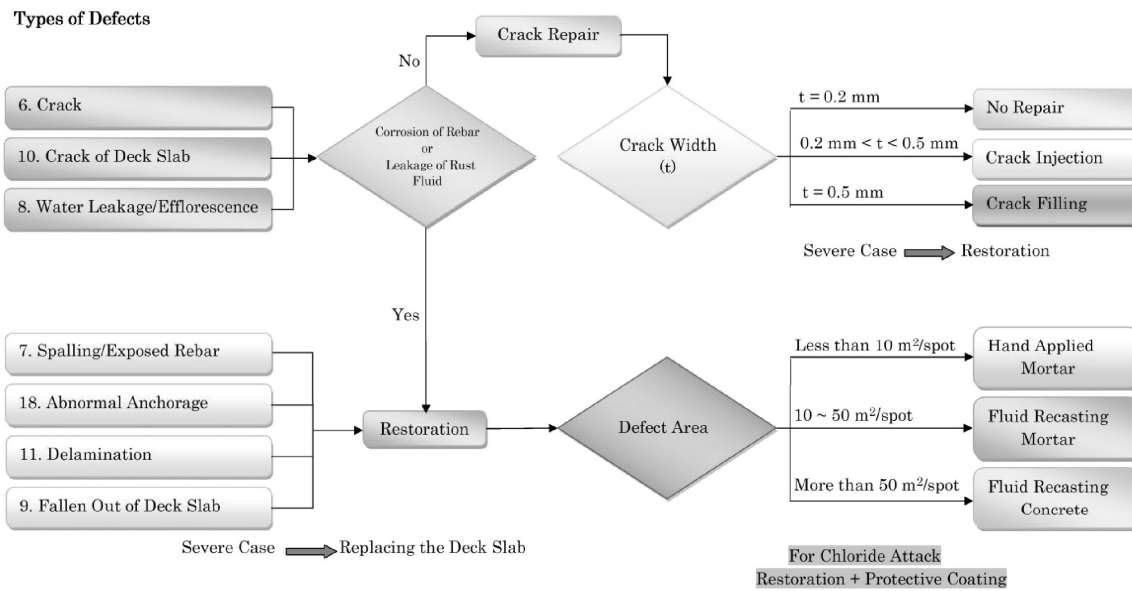 Types of Defects
Crack Repair
No
6. Crack
10. Crack of Deck Slab
8. Water Leakage/Efflorescence
Corrosion of Rebar
or
Leakage of Rust
Fluid
Crack Width
(t)
t = 0.2 mm
No Repair
0.2 mm < t < 0.5 mm
Crack Injection
t = 0.5 mm
Crack Filling
Severe Case
Restoration
Yes
7. Spalling/Exposed Rebar
18. Abnormal Anchorage
11. Delamination
9. Fallen Out of Deck Slab
Restoration
Defect Area
Less than 10 m²/spot
Hand Applied
Mortar
10 ~ 50 m²/spot
Fluid Recasting
Mortar
More than 50 m²/spot
Fluid Recasting
Concrete
Severe Case
Replacing the Deck Slab
For Chloride Attack
Restoration + Protective Coating